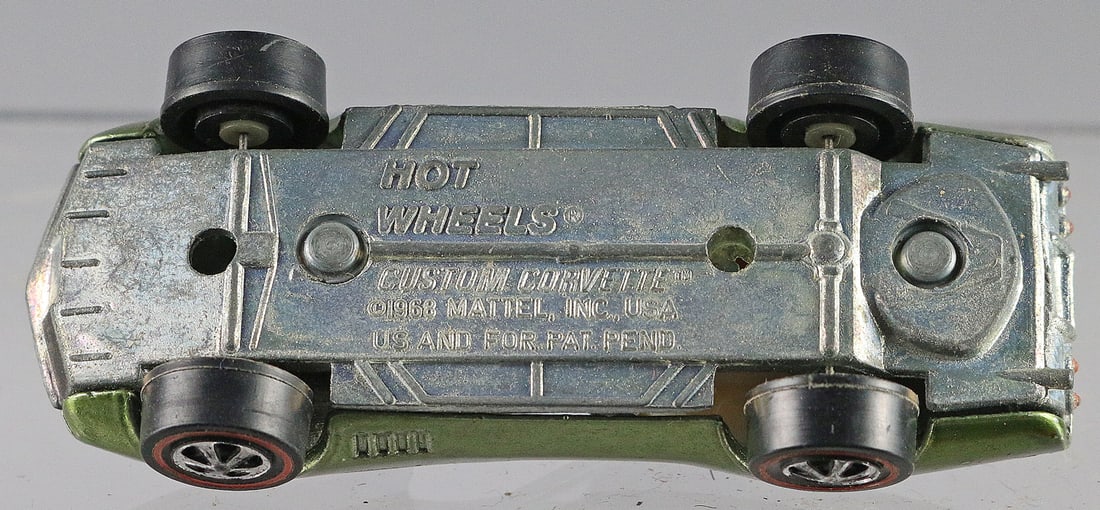 HOT
WHEELS®
CUSTOM CORVETTE™
©1968 MATTEL, INC., USA
US. AND FOR. PAT. PEND.